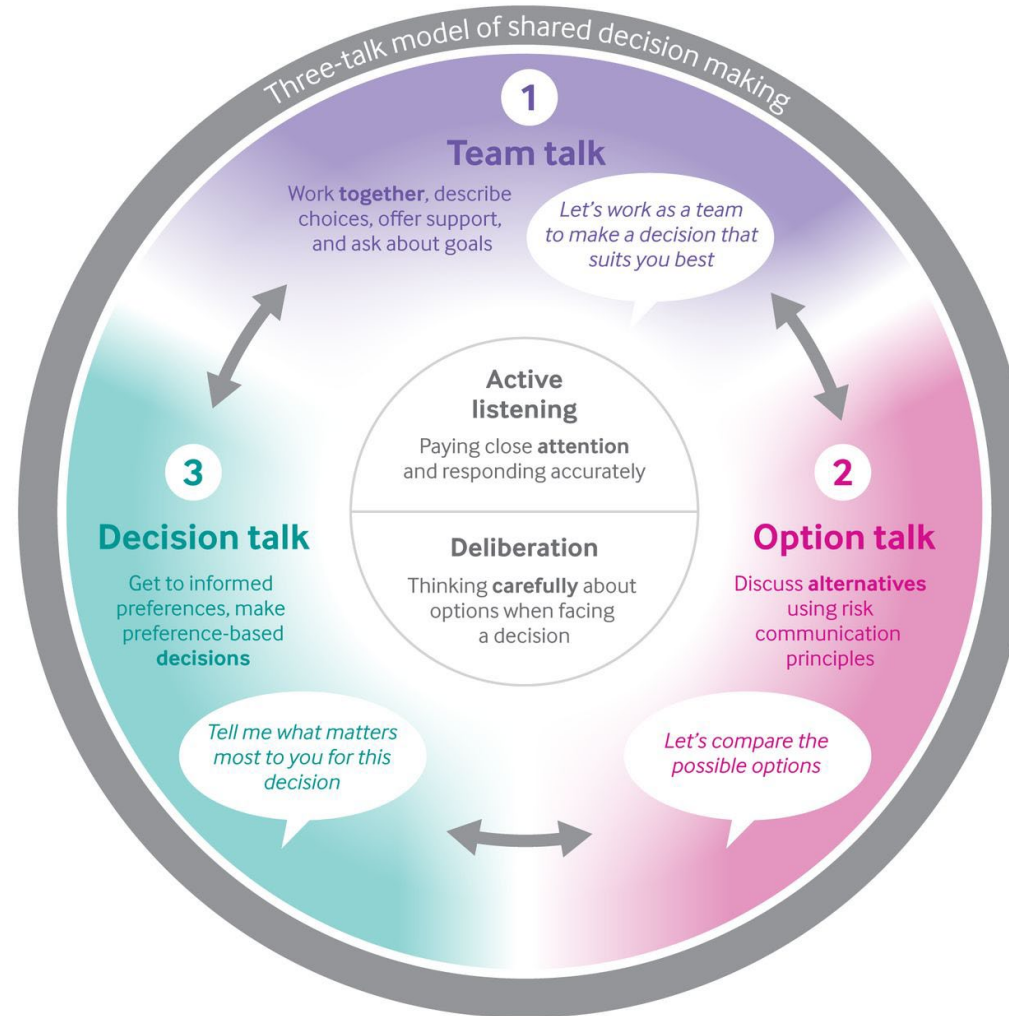 Three-talk model of shared decision making
1
Team talk
Work together, describe
choices, offer support,
and ask about goals
Let's work as a team
to make a decision that
suits you best
Active
listening
Paying close attention
and responding accurately
Deliberation
Thinking carefully about
options when facing
a decision
2
Option talk
Discuss alternatives
using risk
communication
principles
Let's compare the
possible options
3
Decision talk
Get to informed
preferences, make
preference-based
decisions
Tell me what matters
most to you for this
decision